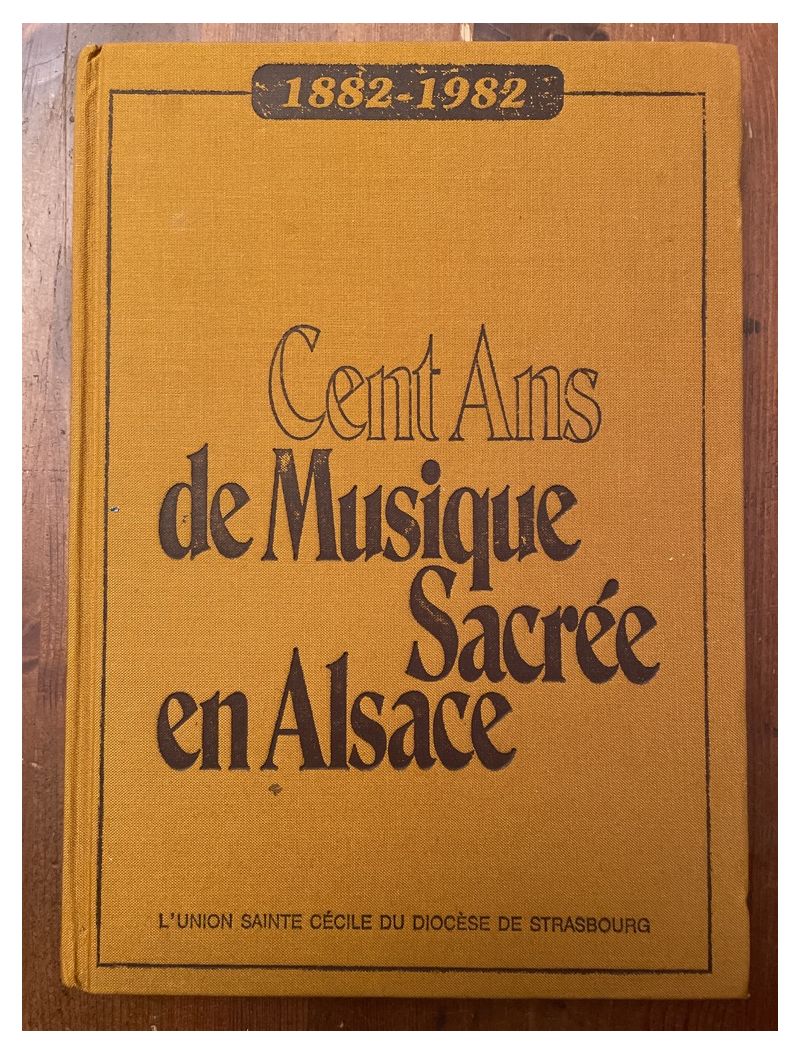 1882-1982
Cent Ans
de Musique
Sacrée
en Alsace
L'UNION SAINTE CÉCILE DU DIOCÈSE DE STRASBOURG